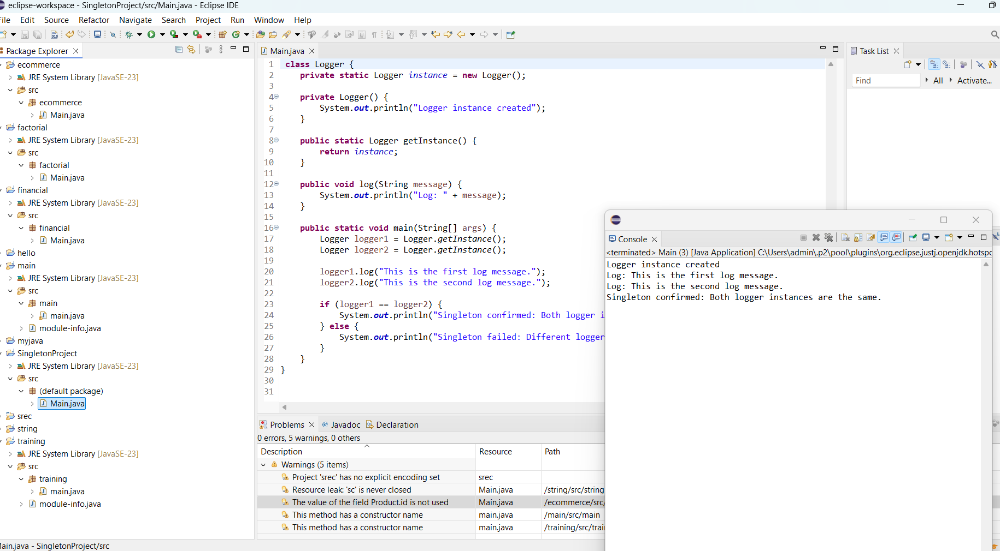 eclipse-workspace - SingletonProject/src/Main.java - Eclipse IDE
File Edit Source Refactor Navigate Search Project Run Window Help
Package Explorer
ecommerce
JRE System Library [JavaSE-23]
src
ecommerce
Main.java
factorial
JRE System Library [JavaSE-23]
src
factorial
Main.java
financial
JRE System Library [JavaSE-23]
src
financial
Main.java
hello
main
JRE System Library [JavaSE-23]
src
main
main.java
module-info.java
myjava
SingletonProject
JRE System Library [JavaSE-23]
src
(default package)
Main.java
srec
string
training
JRE System Library [JavaSE-23]
src
training
main.java
module-info.java
Main.java
1 class Logger {
2 private static Logger instance = new Logger();
3
4 private Logger() {
5 System.out.println("Logger instance created");
6 }
7
8 public static Logger getInstance() {
9 return instance;
10 }
11
12 public void log(String message) {
13 System.out.println("Log: " + message);
14 }
15
16 public static void main(String[] args) {
17 Logger logger1 = Logger.getInstance();
18 Logger logger2 = Logger.getInstance();
19
20 logger1.log("This is the first log message.");
21 logger2.log("This is the second log message.");
22
23 if (logger1 == logger2) {
24 System.out.println("Singleton confirmed: Both logger i
25 } else {
26 System.out.println("Singleton failed: Different logger
27 }
28 }
29 }
30
31
Task List
Find All Activate...
Console
<terminated> Main (3) [Java Application] C:\Users\admin\.p2\pool\plugins\org.eclipse.justj.openjdk.hotspo
Logger instance created
Log: This is the first log message.
Log: This is the second log message.
Singleton confirmed: Both logger instances are the same.
Problems Javadoc Declaration
0 errors, 5 warnings, 0 others
Description Resource Path
Warnings (5 items)
Project 'srec' has no explicit encoding set srec
Resource leak: 'sc' is never closed Main.java /string/src/string
The value of the field Product.id is not used Main.java /ecommerce/src/
This method has a constructor name main.java /main/src/main
This method has a constructor name main.java /training/src/trai
Main.java - SingletonProject/src